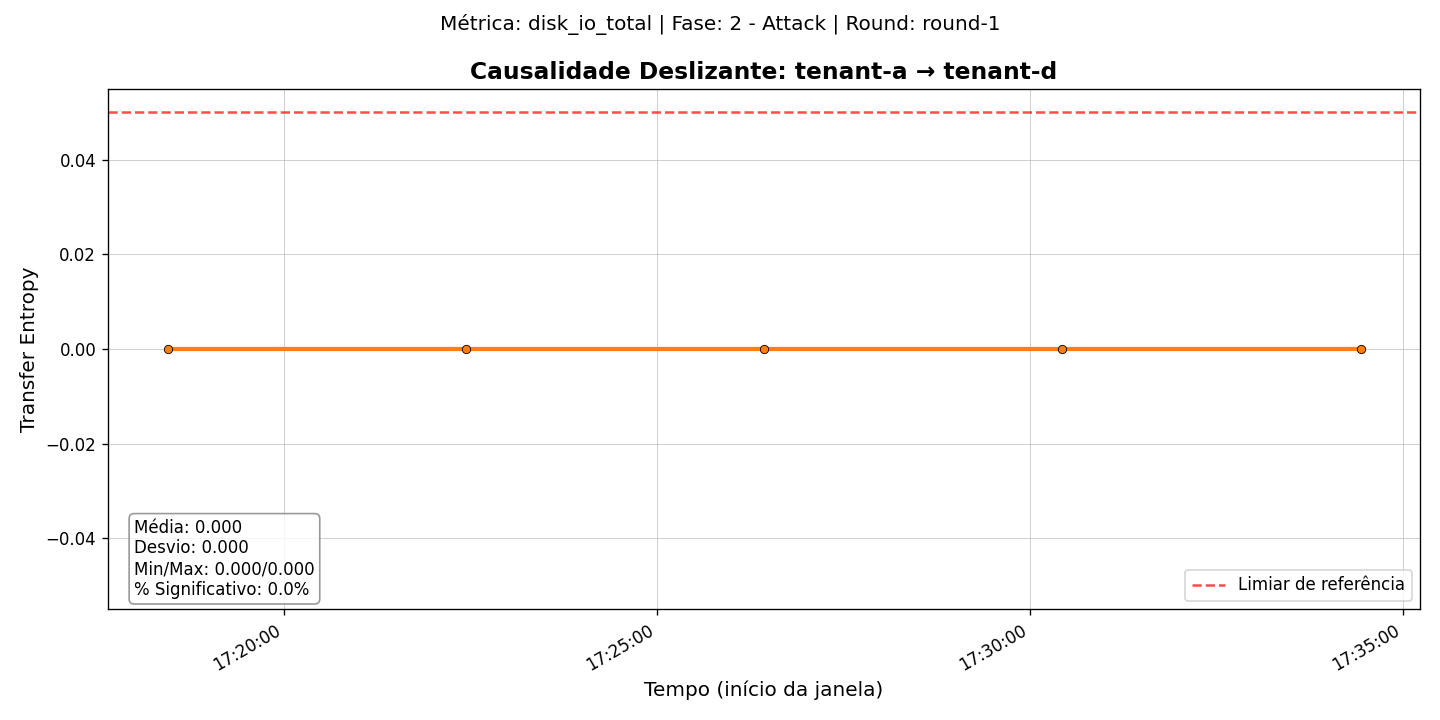 Métrica: disk_io_total | Fase: 2 - Attack | Round: round-1
Causalidade Deslizante: tenant-a → tenant-d
Transfer Entropy
0.04
0.02
0.00
−0.02
−0.04
Média: 0.000
Desvio: 0.000
Min/Max: 0.000/0.000
% Significativo: 0.0%
Limiar de referência
17:20:00
17:25:00
17:30:00
17:35:00
Tempo (início da janela)